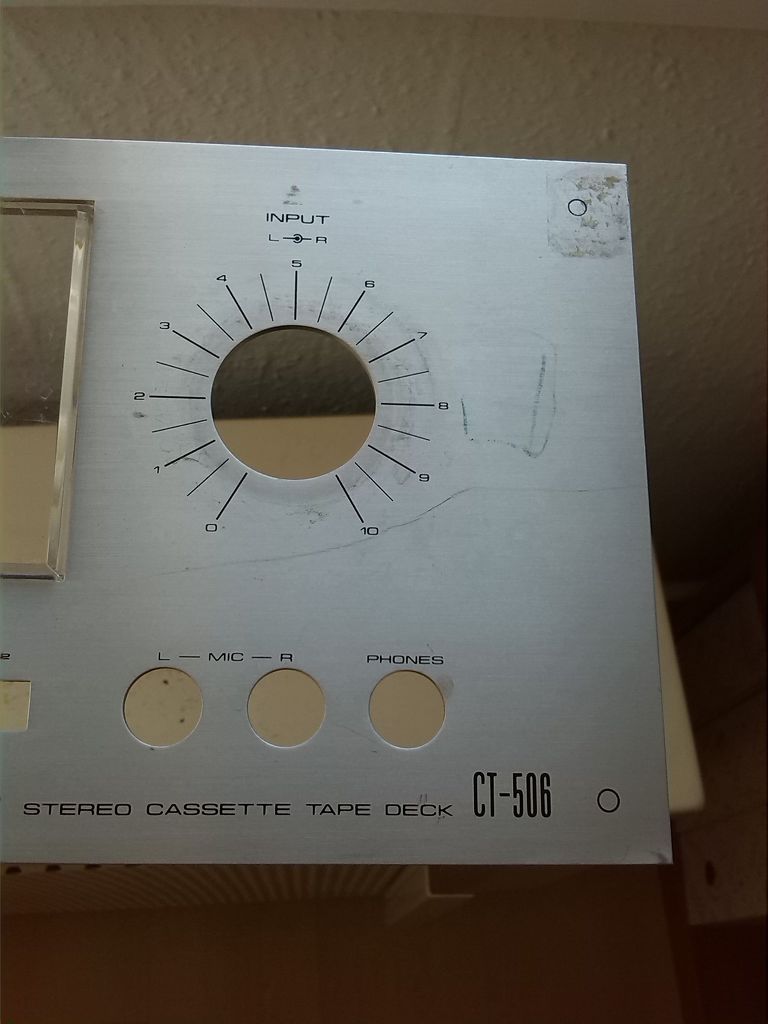 INPUT
L R
0 1 2 3 4 5 6 7 8 9 10
L — MIC — R
PHONES
STEREO CASSETTE TAPE DECK CT-506